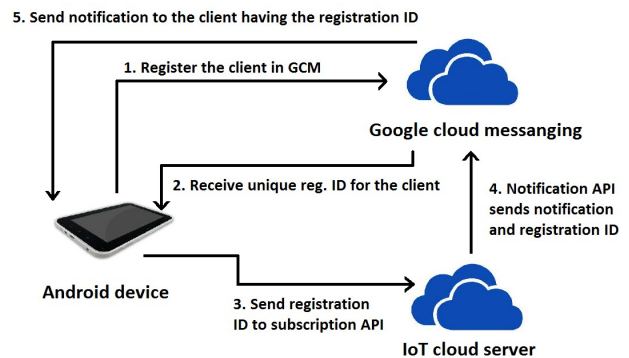 5. Send notification to the client having the registration ID
1. Register the client in GCM
Google cloud messanging
2. Receive unique reg. ID for the client
4. Notification API
sends notification
and registration ID
Android device
3. Send registration
ID to subscription API
IoT cloud server